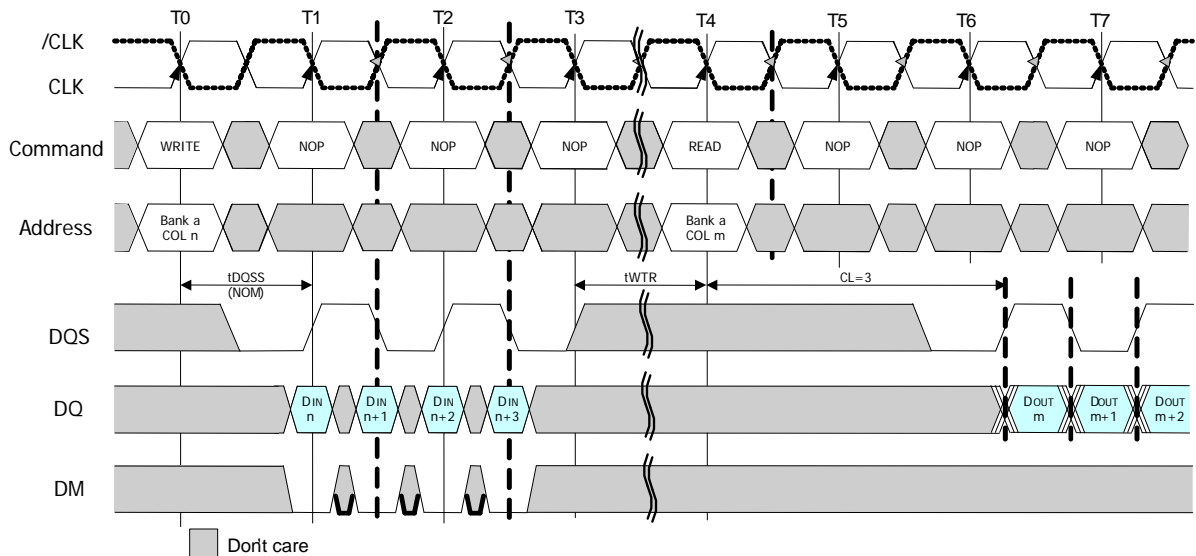 T0 T1 T2 T3 T4 T5 T6 T7
/CLK
CLK
Command WRITE NOP NOP NOP READ NOP NOP NOP
Address Bank a COL n Bank a COL m
tDQSS (NOM) tWTR CL=3
DQS
DQ DIN n DIN n+1 DIN n+2 DIN n+3 DOUT m DOUT m+1 DOUT m+2
DM
Don't care